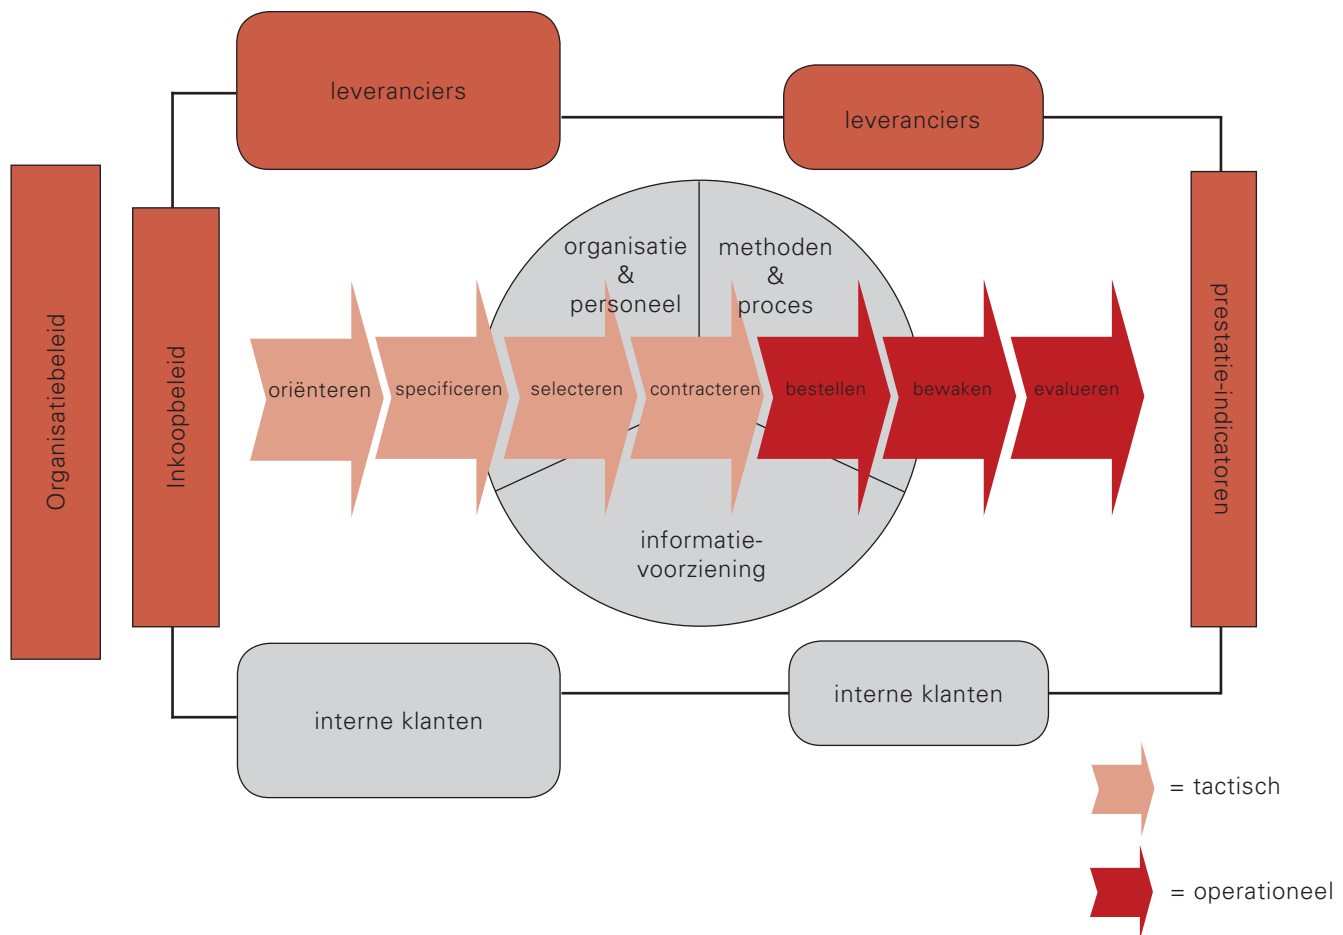 leveranciers
leveranciers
Organisatiebeleid
Inkoopbeleid
organisatie
&
personeel
methoden
&
proces
oriënteren
specificeren
selecteren
contracteren
bestellen
bewaken
evalueren
prestatie-indicatoren
informatie-
voorziening
interne klanten
interne klanten
= tactisch
= operationeel